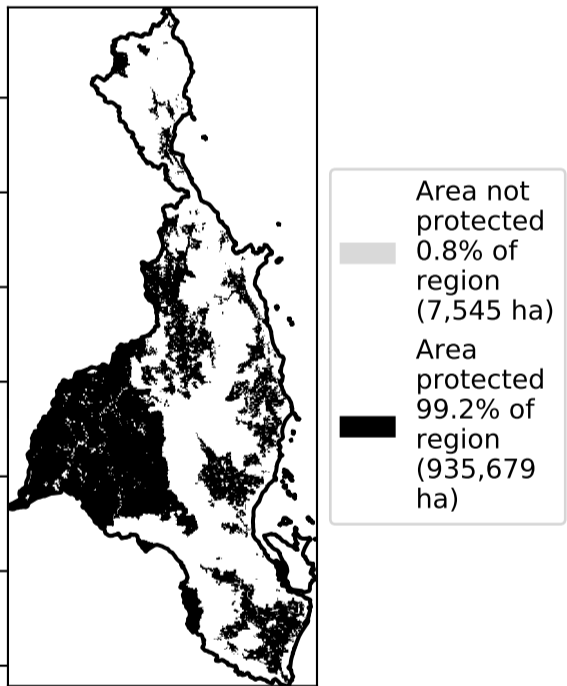 Area not
protected
0.8% of
region
(7,545 ha)
Area
protected
99.2% of
region
(935,679
ha)